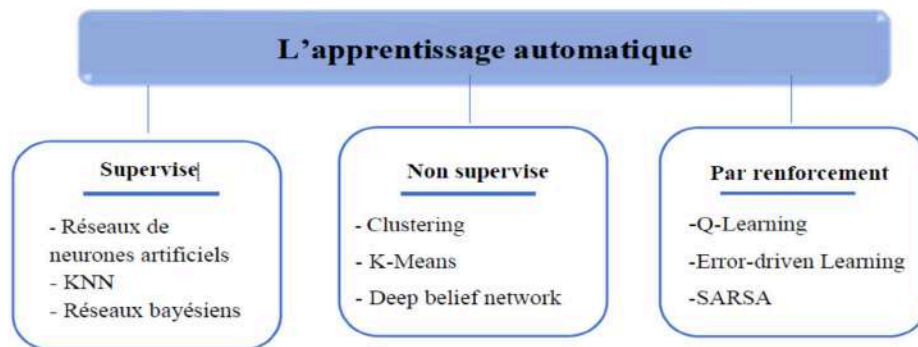 L'apprentissage automatique
Supervise
- Réseaux de
neurones artificiels
- KNN
- Réseaux bayésiens
Non supervise
- Clustering
- K-Means
- Deep belief network
Par renforcement
-Q-Learning
-Error-driven Learning
-SARSA